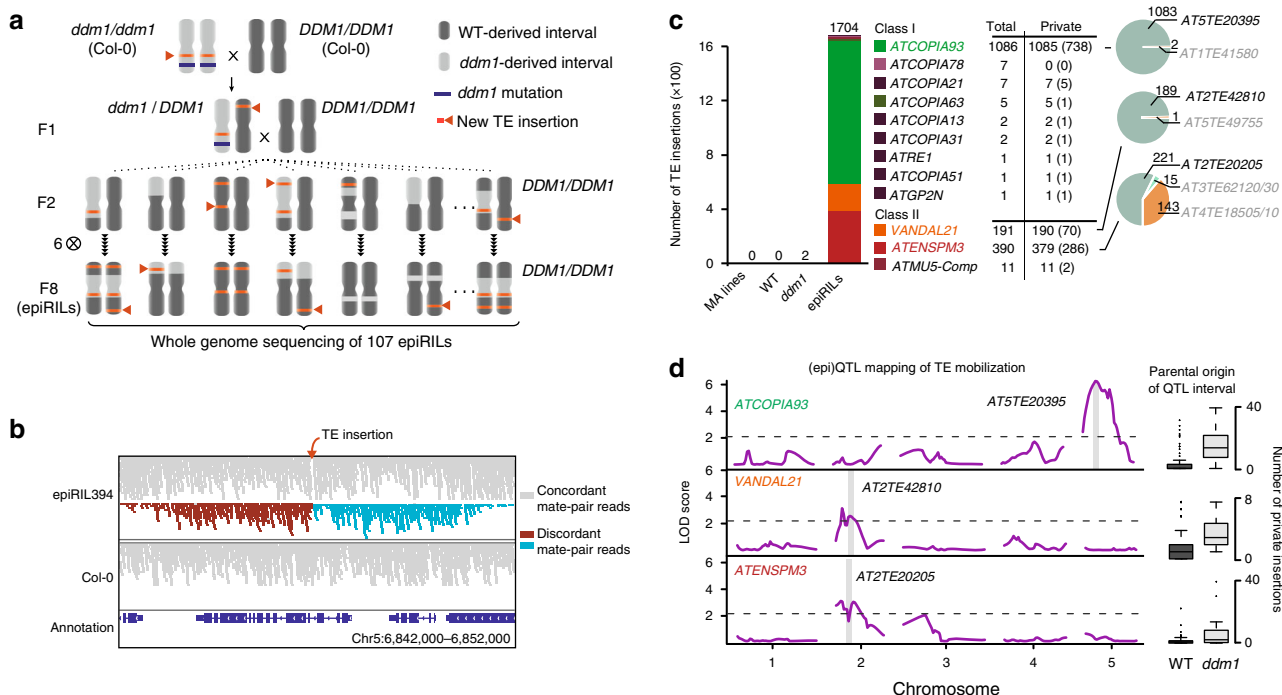 a
ddm1/ddm1
(Col-0)
X
DDM1/DDM1
(Col-0)
WT-derived interval
ddm1-derived interval
ddm1 mutation
New TE insertion
ddm1 / DDM1
DDM1/DDM1
F1
X
F2
DDM1/DDM1
6 ⊗
F8
(epiRILs)
DDM1/DDM1
Whole genome sequencing of 107 epiRILs
b
TE insertion
epiRIL394
Col-0
Annotation
Chr5:6,842,000–6,852,000
Concordant
mate-pair reads
Discordant
mate-pair reads
c
Number of TE insertions (×100)
16
12
8
4
0
0
0
2
1704
MA lines
WT
ddm1
epiRILs
Class I Total Private
ATCOPIA93 1086 1085 (738)
ATCOPIA78 7 0 (0)
ATCOPIA21 7 7 (5)
ATCOPIA63 5 5 (1)
ATCOPIA13 2 2 (1)
ATCOPIA31 2 2 (1)
ATRE1 1 1 (1)
ATCOPIA51 1 1 (1)
ATGP2N 1 1 (1)
Class II
VANDAL21 191 190 (70)
ATENSPM3 390 379 (286)
ATMU5-Comp 11 11 (2)
1083
AT5TE20395
2
AT1TE41580
189
AT2TE42810
1
AT5TE49755
221
AT2TE20205
15
AT3TE62120/30
143
AT4TE18505/10
d
(epi)QTL mapping of TE mobilization
Parental origin
of QTL interval
LOD score
6
4
2
ATCOPIA93
AT5TE20395
6
4
2
VANDAL21
AT2TE42810
6
4
2
ATENSPM3
AT2TE20205
1
2
3
4
5
Chromosome
40
0
8
0
40
0
Number of private insertions
WT
ddm1